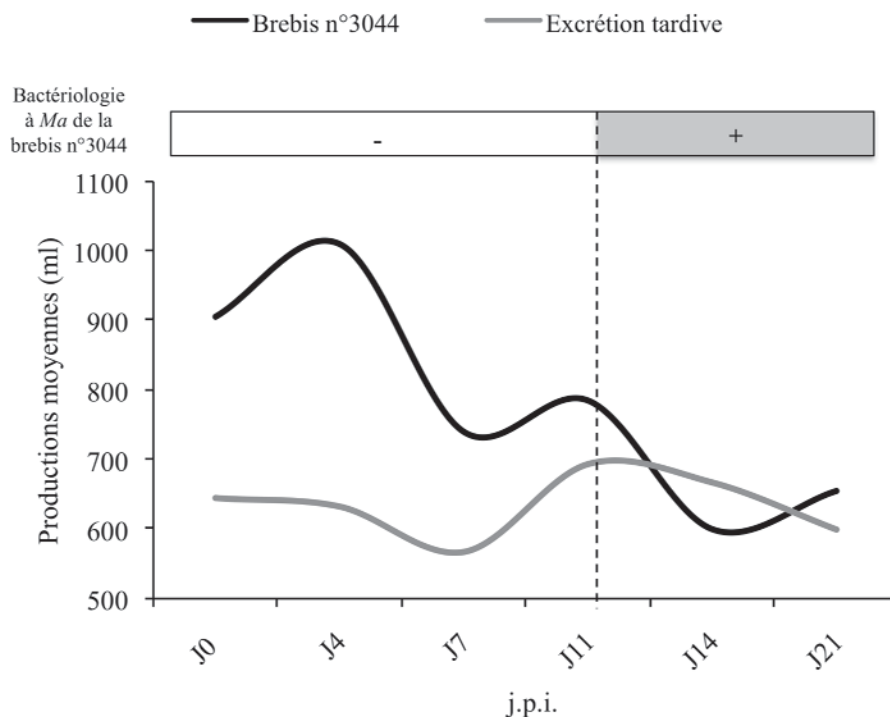 Brebis n°3044
Excrétion tardive
Bactériologie
à Ma de la
brebis n°3044
-
+
1100
1000
900
800
700
600
500
Productions moyennes (ml)
J0
J4
J7
J11
J14
J21
j.p.i.